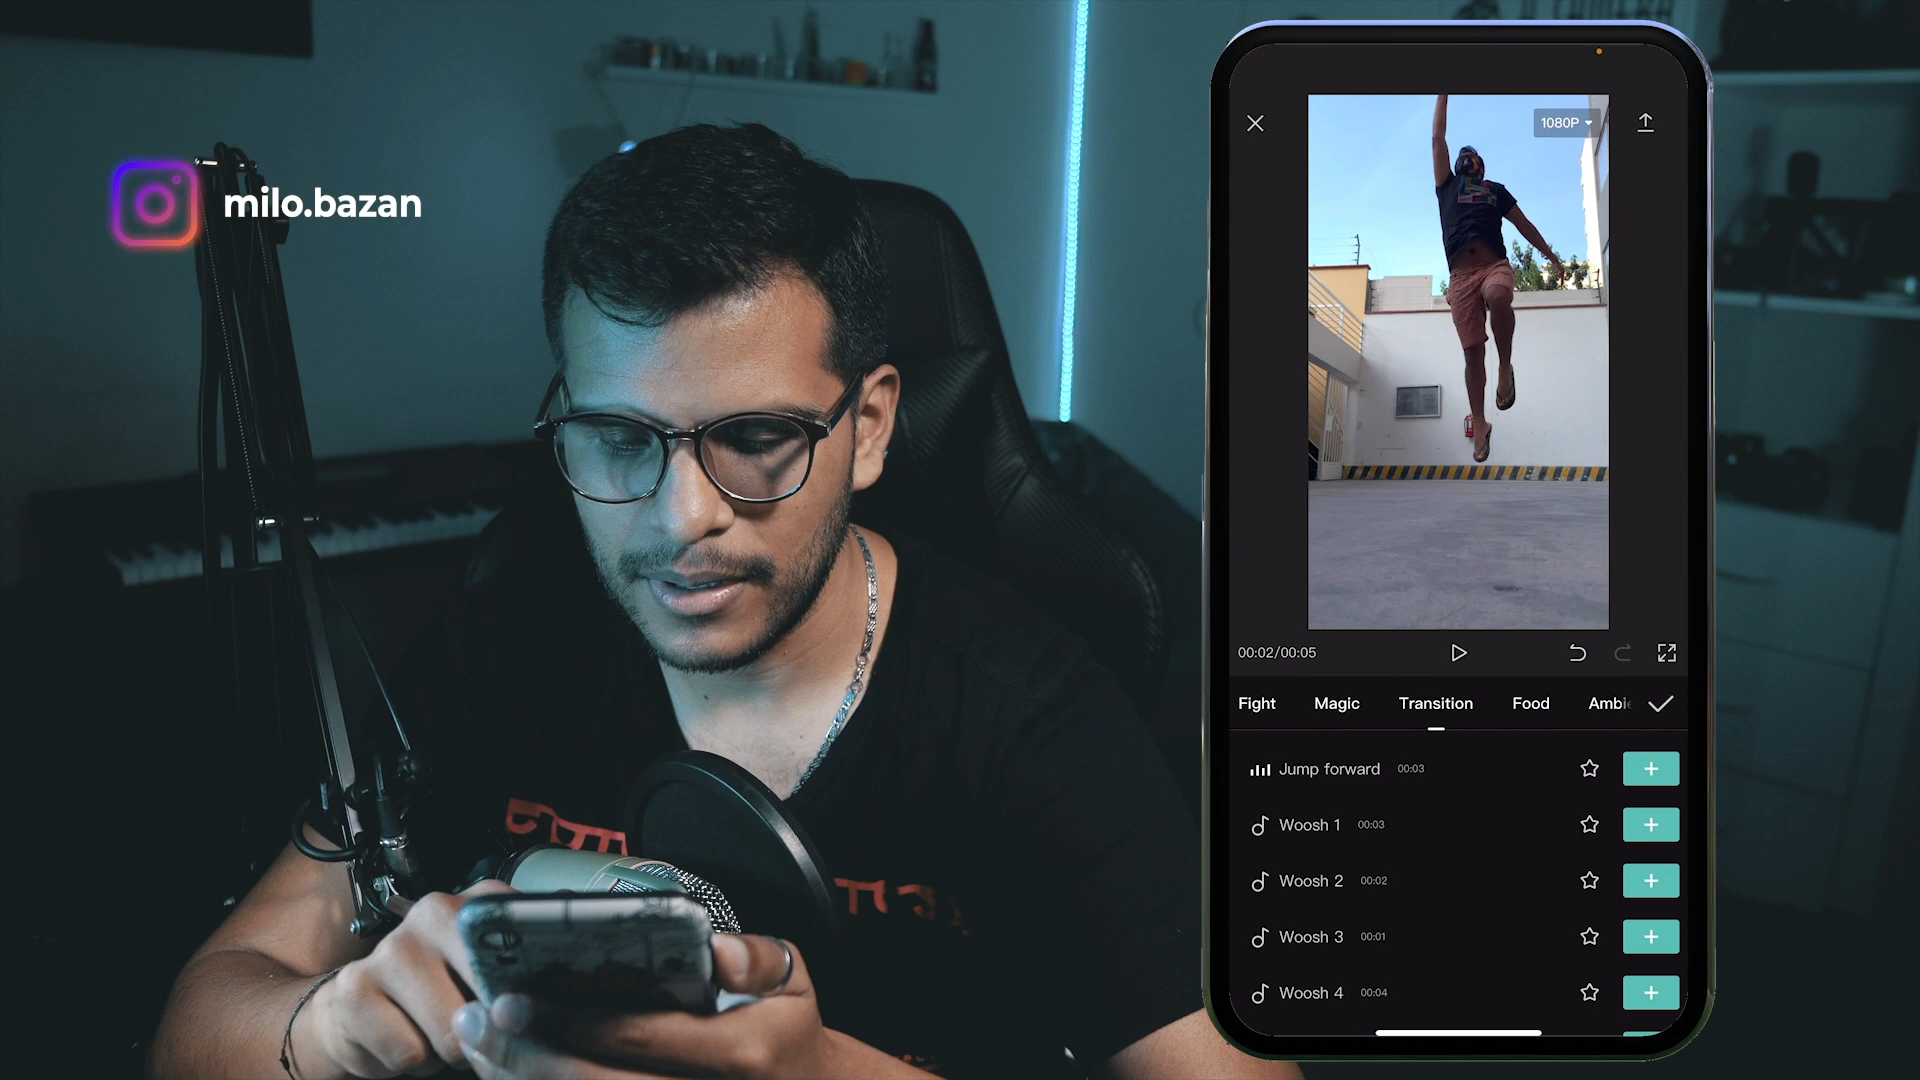 milo.bazan
1080P
00:02/00:05
Fight Magic Transition Food Ambie
Jump forward 00:03
Woosh 1 00:03
Woosh 2 00:02
Woosh 3 00:01
Woosh 4 00:04